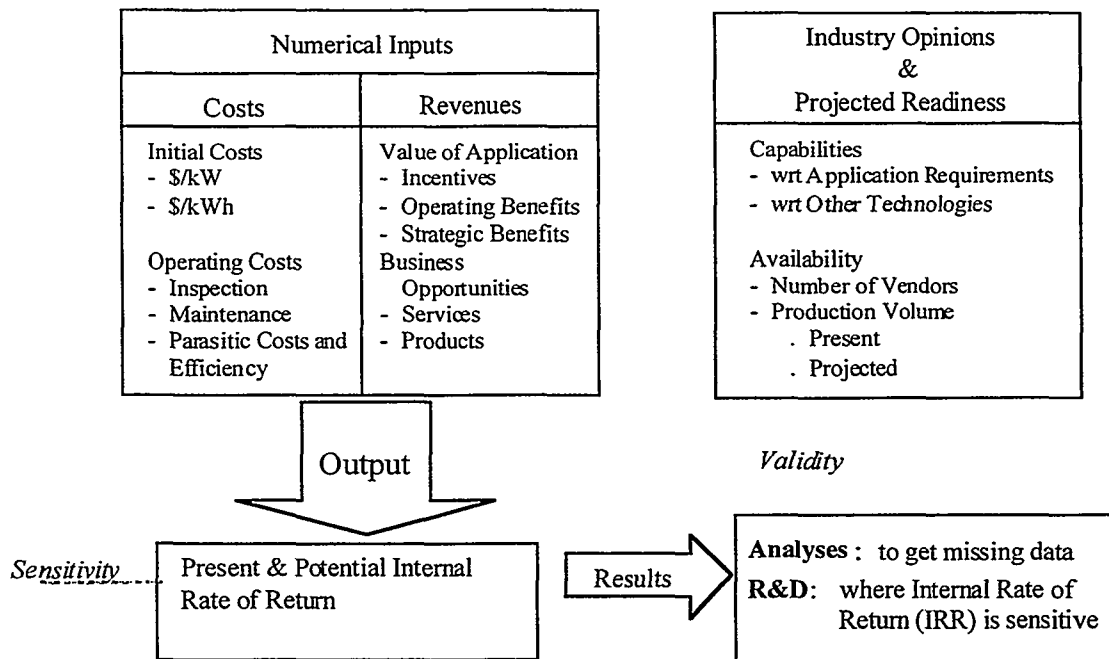 Numerical Inputs
Costs
Revenues
Initial Costs
- $/kW
- $/kWh
Operating Costs
- Inspection
- Maintenance
- Parasitic Costs and
Efficiency
Value of Application
- Incentives
- Operating Benefits
- Strategic Benefits
Business
Opportunities
- Services
- Products
Industry Opinions
&
Projected Readiness
Capabilities
- wrt Application Requirements
- wrt Other Technologies
Availability
- Number of Vendors
- Production Volume
. Present
. Projected
Output
Validity
Sensitivity
Present & Potential Internal
Rate of Return
Results
Analyses : to get missing data
R&D: where Internal Rate of
Return (IRR) is sensitive